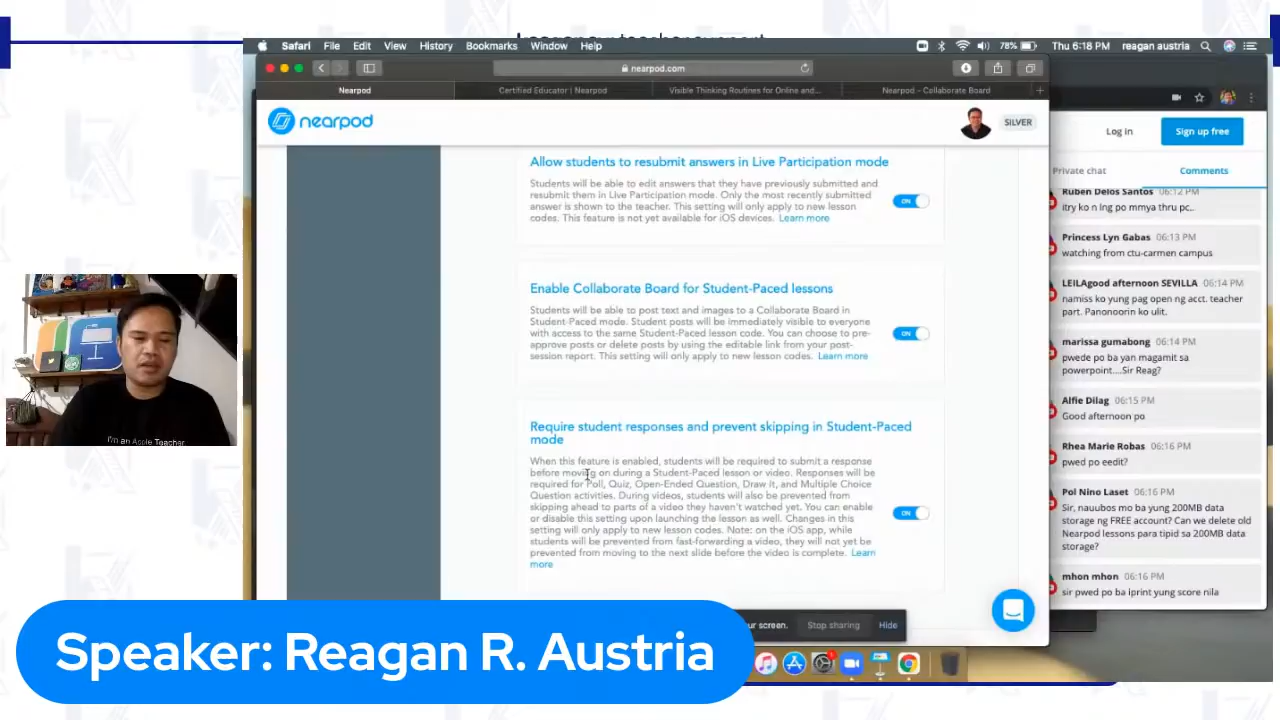 Safari File Edit View History Bookmarks Window Help
78% Thu 6:18 PM reagan austria
nearpod.com
Nearpod
Certified Educator | Nearpod
Visible Thinking Routines for Online and...
Nearpod - Collaborate Board
nearpod
SILVER
Allow students to resubmit answers in Live Participation mode
Students will be able to edit answers that they have previously submitted and
resubmit them in Live Participation mode. Only the most recently submitted
answer is shown to the teacher. This setting will only apply to new lesson
codes. This feature is not yet available for iOS devices. Learn more
ON
Enable Collaborate Board for Student-Paced lessons
Students will be able to post text and images to a Collaborate Board in
Student-Paced mode. Student posts will be immediately visible to everyone
with access to the same Student-Paced lesson code. You can choose to pre-
approve posts or delete posts by using the editable link from your post-
session report. This setting will only apply to new lesson codes. Learn more
ON
Require student responses and prevent skipping in Student-Paced
mode
When this feature is enabled, students will be required to submit a response
before moving on during a Student-Paced lesson or video. Responses will be
required for Poll, Quiz, Open-Ended Question, Draw It, and Multiple Choice
Question activities. During videos, students will also be prevented from
skipping ahead to parts of a video they haven't watched yet. You can enable
or disable this setting upon launching the lesson as well. Changes in this
setting will only apply to new lesson codes. Note: on the iOS app, while
students will be prevented from fast-forwarding a video, they will not yet be
prevented from moving to the next slide before the video is complete. Learn
more
ON
ur screen. Stop sharing Hide
Log in
Sign up free
Private chat
Comments
Ruben Delos Santos 06:12 PM
itry ko n lng po mmya thru pc..
Princess Lyn Gabas 06:13 PM
watching from ctu-carmen campus
LEILAgood afternoon SEVILLA 06:14 PM
namiss ko yung pag open ng acct. teacher
part. Panonoorin ko ulit.
marissa gumabong 06:14 PM
pwede po ba yan magamit sa
powerpoint....Sir Reag?
Alfie Dilag 06:15 PM
Good afternoon po
Rhea Marie Robas 06:16 PM
pwed po eedit?
Pol Nino Laset 06:16 PM
Sir, nauubos mo ba yung 200MB data
storage ng FREE account? Can we delete old
Nearpod lessons para tipid sa 200MB data
storage?
mhon mhon 06:16 PM
sir pwed po ba iprint yung score nila
I'm an Apple Teacher
Speaker: Reagan R. Austria